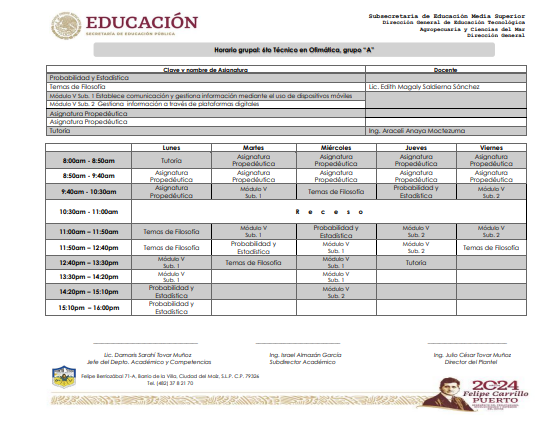 EDUCACIÓN
SECRETARÍA DE EDUCACIÓN PÚBLICA
Subsecretaría de Educación Media Superior
Dirección General de Educación Tecnológica
Agropecuaria y Ciencias del Mar
Dirección General
Horario grupal: 6to Técnico en Ofimática, grupo "A"
Clave y nombre de Asignatura Docente
Probabilidad y Estadística
Temas de Filosofía Lic. Edith Magaly Saldierna Sánchez
Módulo V Sub. 1 Establece comunicación y gestiona información mediante el uso de dispositivos móviles
Módulo V Sub. 2 Gestiona información a través de plataformas digitales
Asignatura Propedéutica
Asignatura Propedéutica
Tutoría Ing. Araceli Anaya Moctezuma
Lunes Martes Miércoles Jueves Viernes
8:00am - 8:50am Tutoría Asignatura Propedéutica Asignatura Propedéutica Asignatura Propedéutica Asignatura Propedéutica
8:50am - 9:40am Asignatura Propedéutica Asignatura Propedéutica Asignatura Propedéutica Asignatura Propedéutica Asignatura Propedéutica
9:40am - 10:30am Asignatura Propedéutica Módulo V Sub. 1 Temas de Filosofía Probabilidad y Estadística Módulo V Sub. 2
10:30am - 11:00am R e c e s o
11:00am – 11:50am Temas de Filosofía Módulo V Sub. 1 Probabilidad y Estadística Módulo V Sub. 2 Módulo V Sub. 2
11:50am – 12:40pm Temas de Filosofía Probabilidad y Estadística Módulo V Sub. 1 Módulo V Sub. 2 Temas de Filosofía
12:40pm – 13:30pm Módulo V Sub. 1 Temas de Filosofía Módulo V Sub. 1 Tutoría
13:30pm – 14:20pm Módulo V Sub. 1 Módulo V Sub. 1
14:20pm – 15:10pm Probabilidad y Estadística Módulo V Sub. 2
15:10pm – 16:00pm Probabilidad y Estadística
Lic. Damaris Sarahí Tovar Muñoz Ing. Israel Almazán García Ing. Julio César Tovar Muñoz
Jefe del Depto. Académico y Competencias Subdirector Académico Director del Plantel
Felipe Berriozábal 71-A, Barrio de la Villa, Ciudad del Maíz, S.L.P. C.P. 79326
Tel. (482) 37 8 21 70
2024
Felipe Carrillo
PUERTO